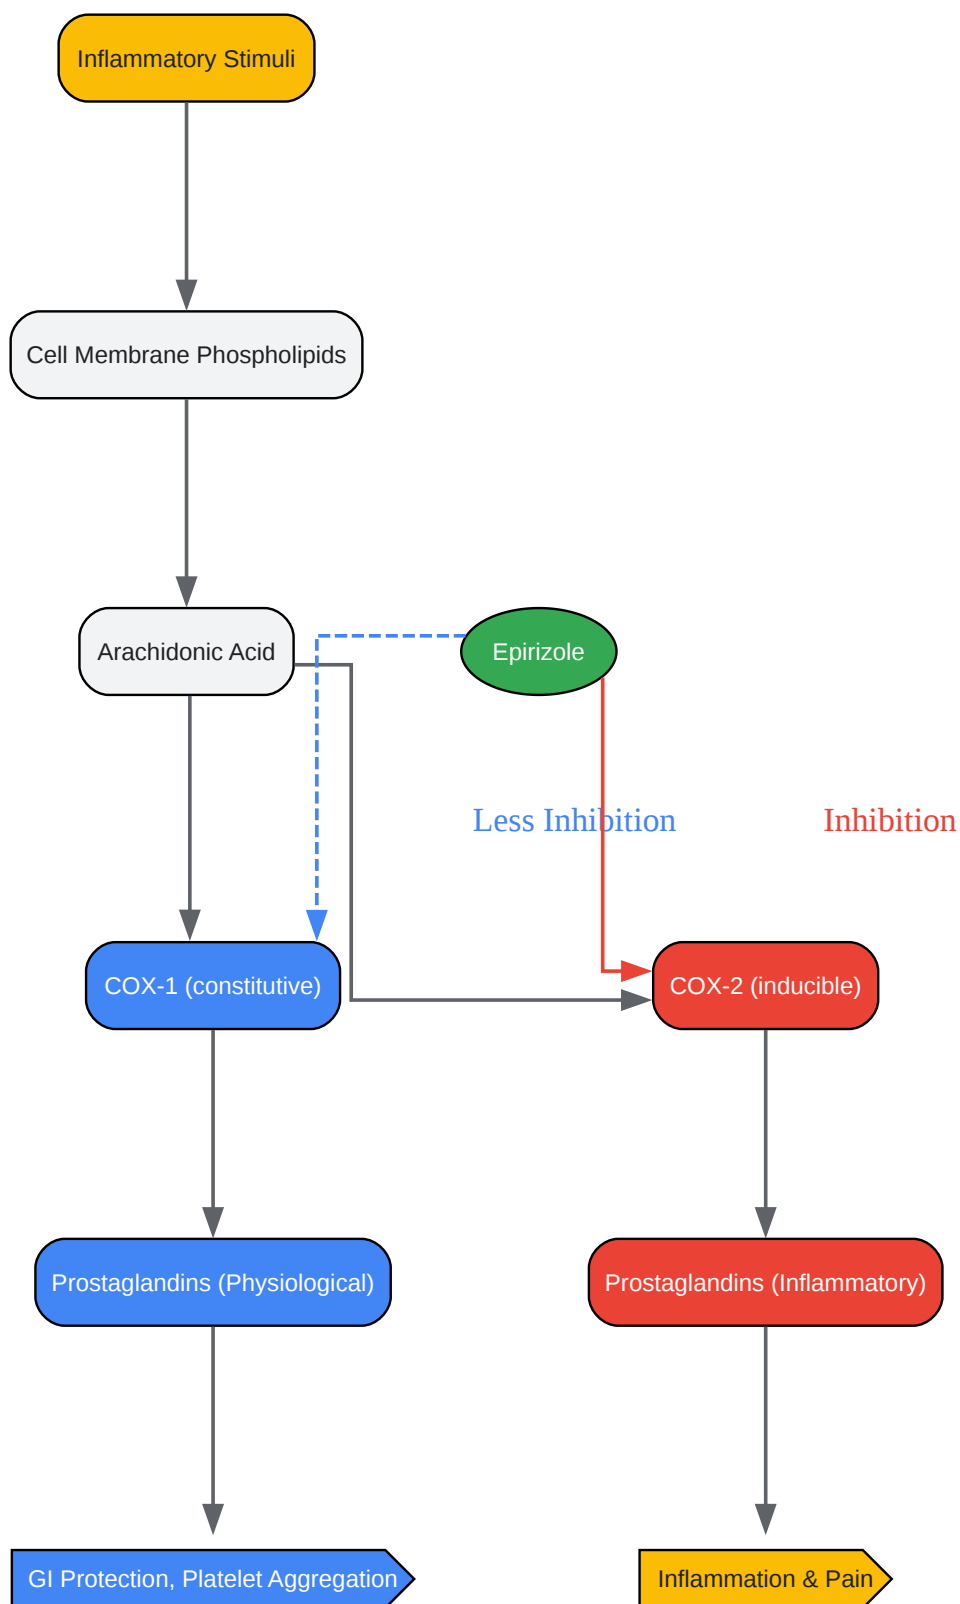 Inflammatory Stimuli
Cell Membrane Phospholipids
Arachidonic Acid
Epirizole
Less Inhibition
Inhibition
COX-1 (constitutive)
COX-2 (inducible)
Prostaglandins (Physiological)
Prostaglandins (Inflammatory)
GI Protection, Platelet Aggregation
Inflammation & Pain